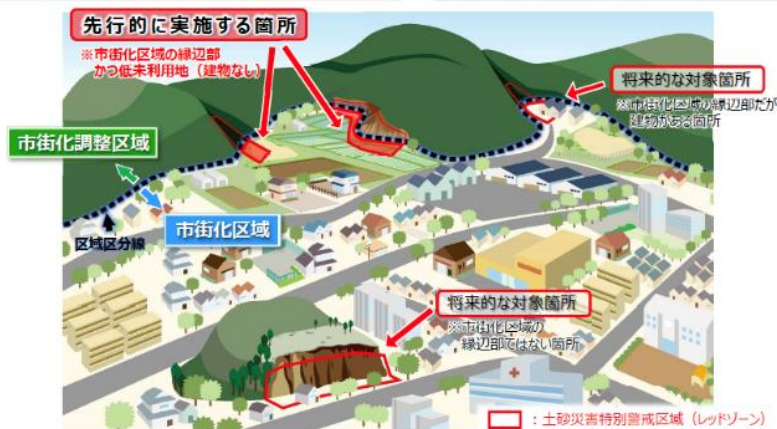 先行的に実施する箇所
※市街化区域の縁辺部
かつ低未利用地（建物なし）
将来的な対象箇所
※市街化区域の縁辺部だが
建物がある箇所
市街化調整区域
市街化区域
区域区分線
将来的な対象箇所
※市街化区域の
縁辺部ではない箇所
：土砂災害特別警戒区域（レッドゾーン）